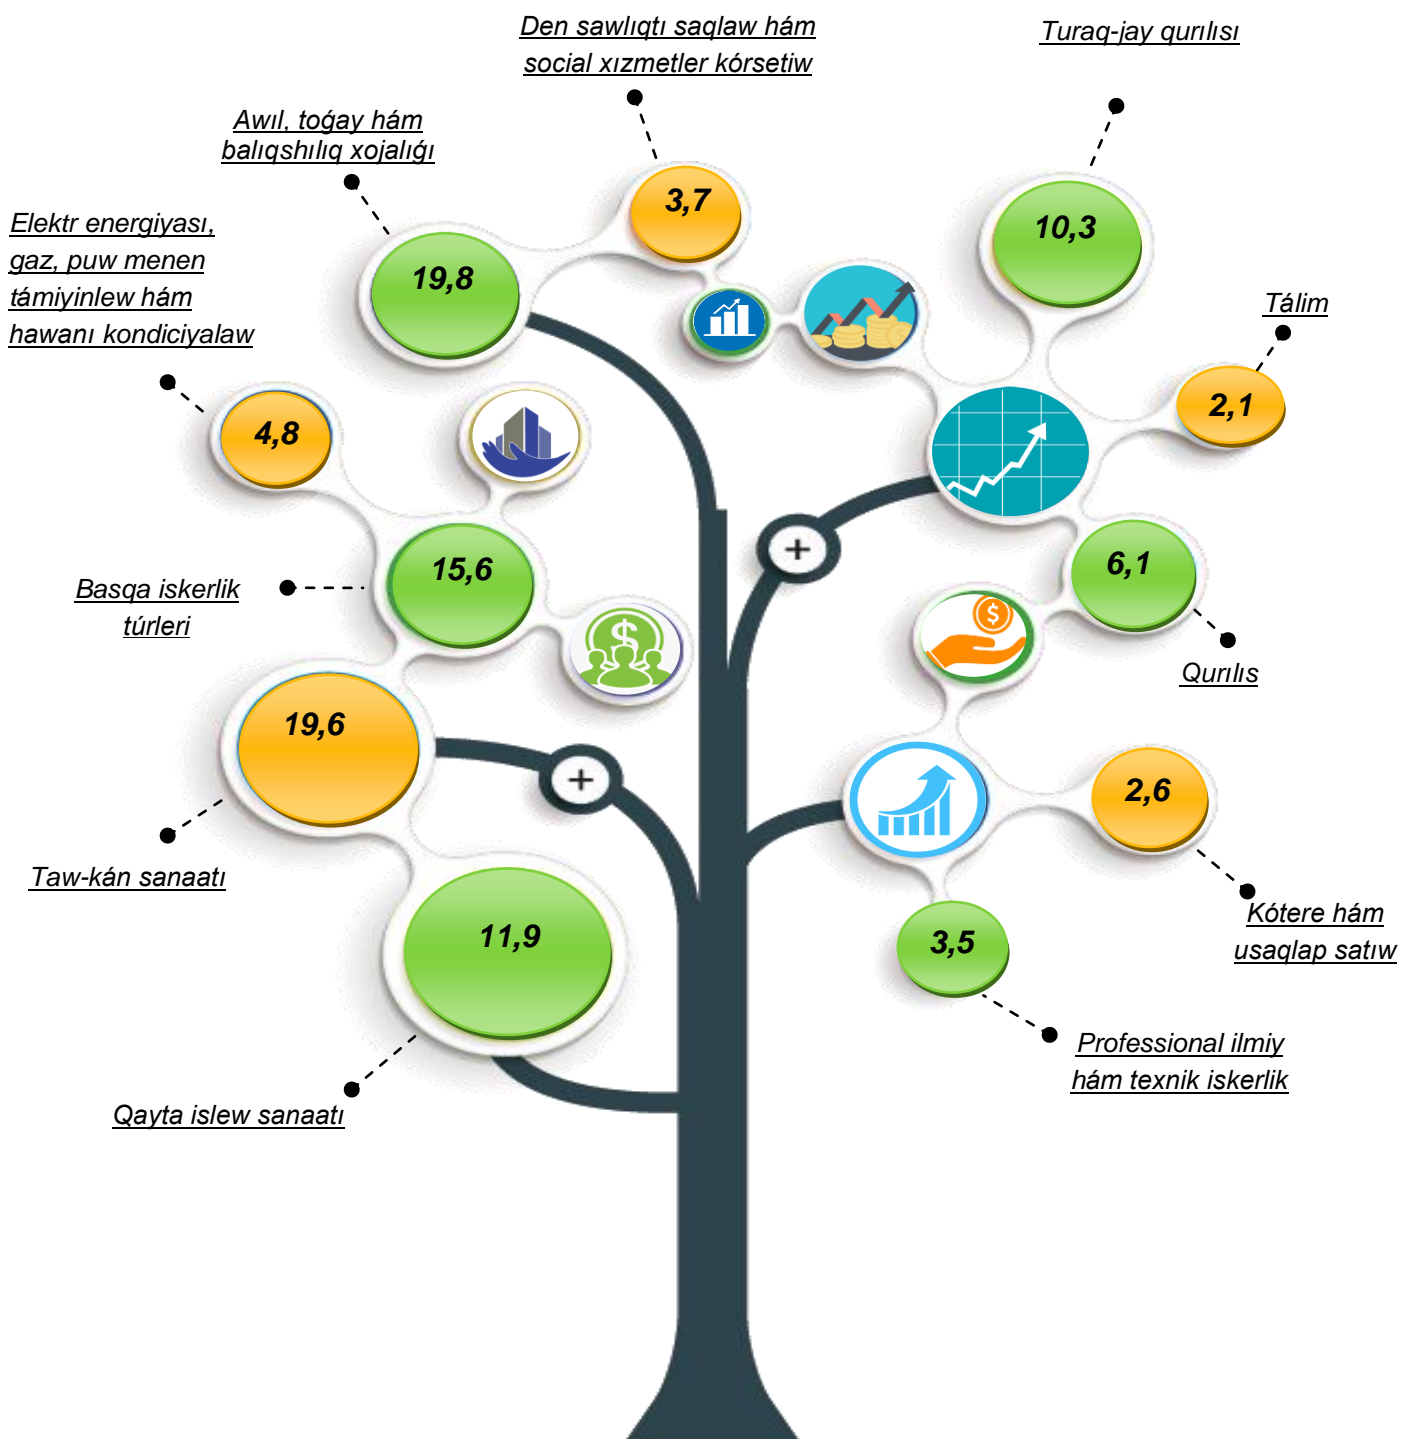 Den sawlıqtı saqlaw hám
social xızmetler kórsetiw
3,7
Turaq-jay qurılısı
10,3
Awıl, toǵay hám
balıqshılıq xojalıǵı
19,8
Elektr energiyası,
gaz, puw menen
támiyinlew hám
hawanı kondiciyalaw
4,8
Tálim
2,1
Basqa iskerlik
túrleri
15,6
6,1
Qurılıs
19,6
Taw-kán sanaatı
2,6
Kótere hám
usaqlap satıw
11,9
Qayta islew sanaatı
3,5
Professional ilmiy
hám texnik iskerlik